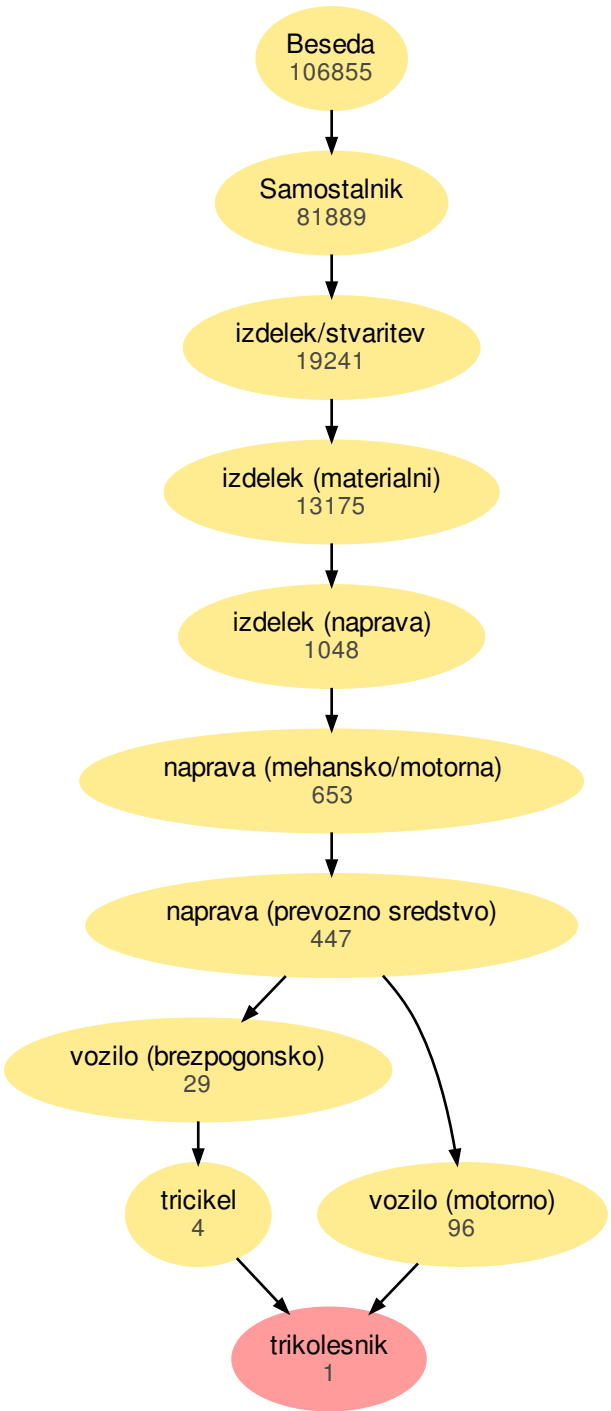 Beseda
106855
Samostalnik
81889
izdelek/stvaritev
19241
izdelek (materialni)
13175
izdelek (naprava)
1048
naprava (mehansko/motorna)
653
naprava (prevozno sredstvo)
447
vozilo (brezpogonsko)
29
tricikel
4
vozilo (motorno)
96
trikolesnik
1